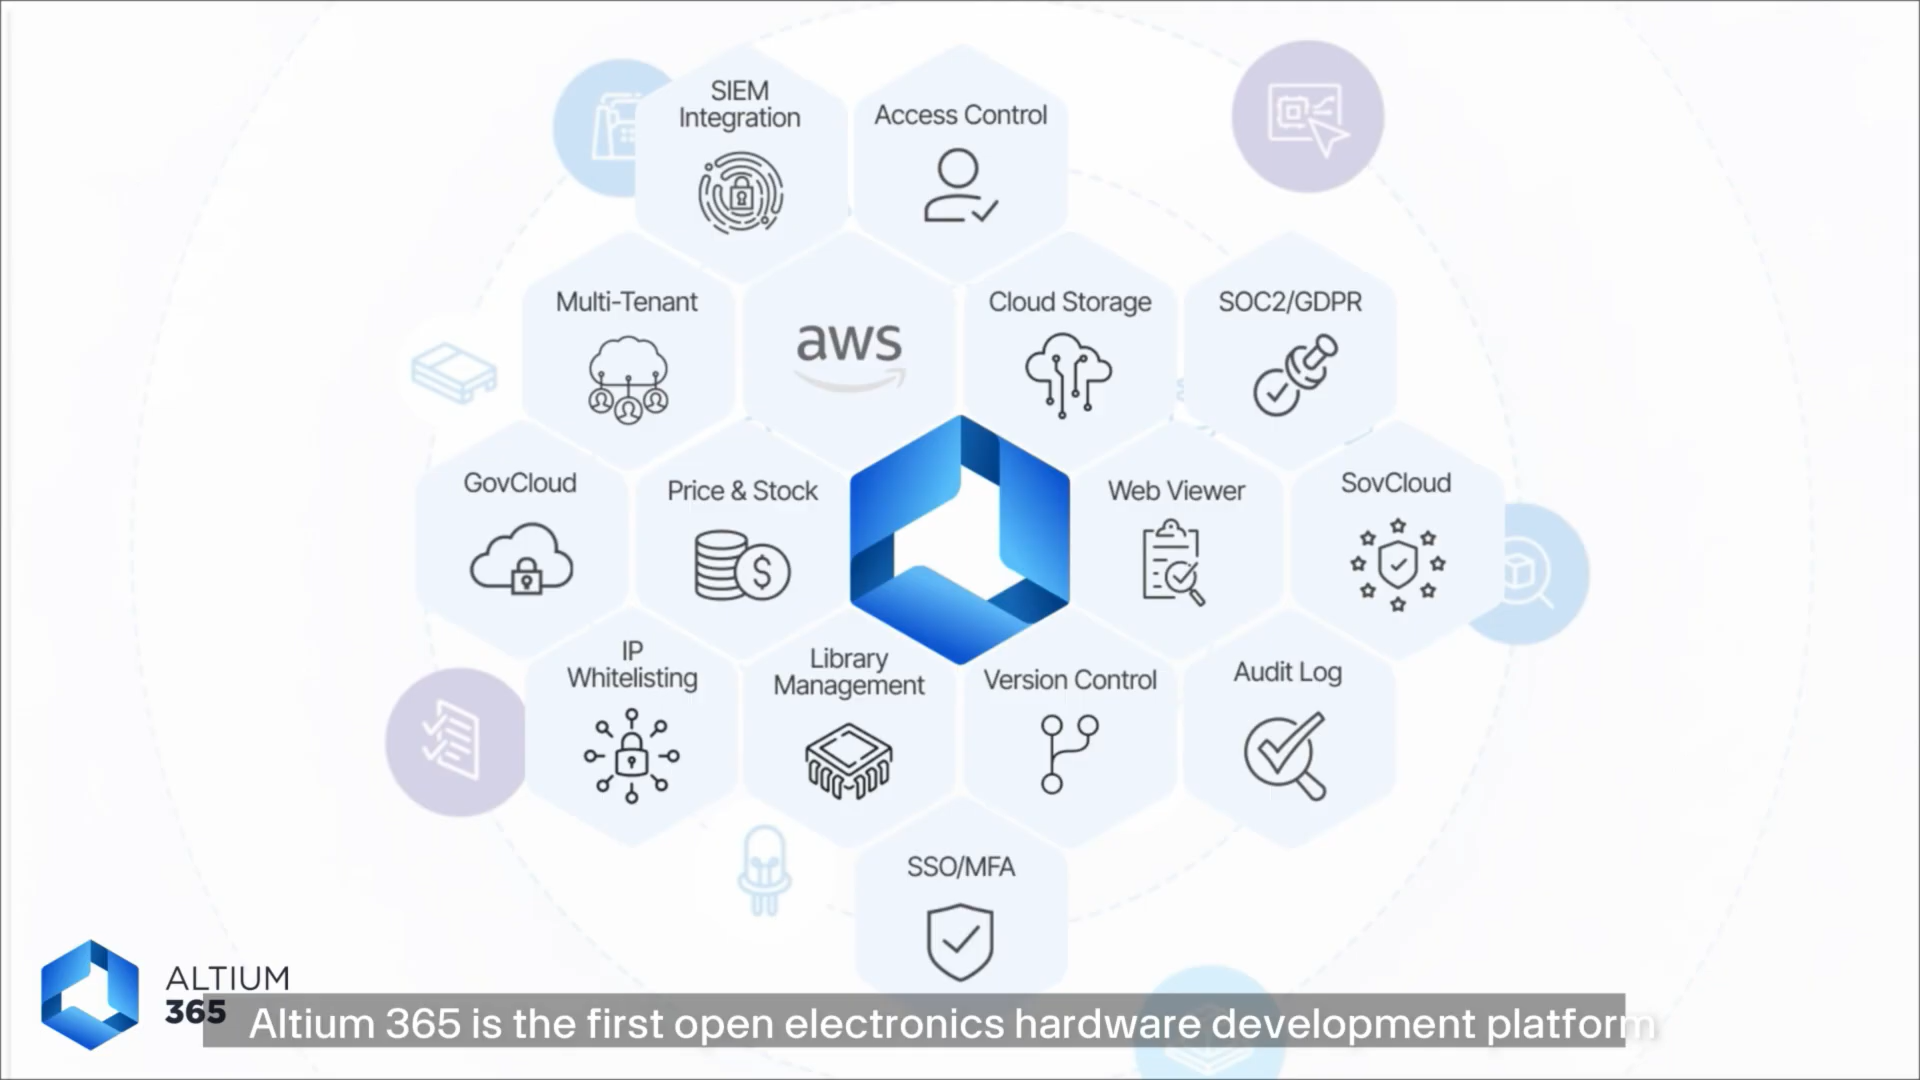 SIEM
Integration
Access Control
Multi-Tenant
aws
Cloud Storage
SOC2/GDPR
GovCloud
Price & Stock
Web Viewer
SovCloud
IP
Whitelisting
Library
Management
Version Control
Audit Log
SSO/MFA
ALTIUM
365
Altium 365 is the first open electronics hardware development platform